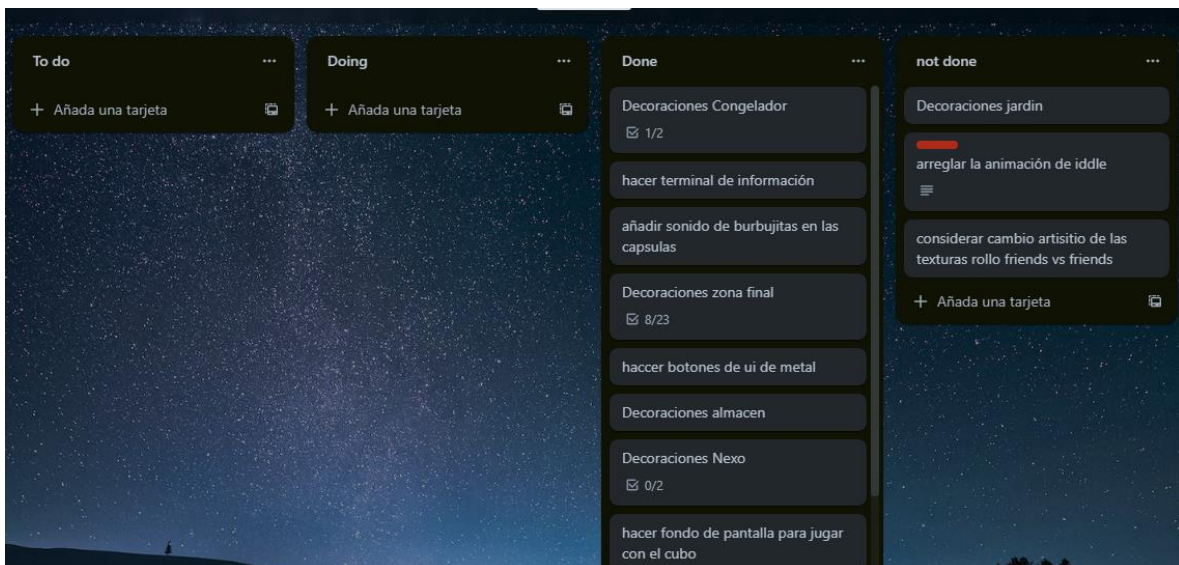 To do
Añada una tarjeta
Doing
Añada una tarjeta
Done
Decoraciones Congelador
1/2
hacer terminal de información
añadir sonido de burbujitas en las
capsulas
Decoraciones zona final
8/23
haccer botones de ui de metal
Decoraciones almacen
Decoraciones Nexo
0/2
hacer fondo de pantalla para jugar
con el cubo
not done
Decoraciones jardin
arreglar la animación de iddle
considerar cambio artisitio de las
texturas rollo friends vs friends
Añada una tarjeta